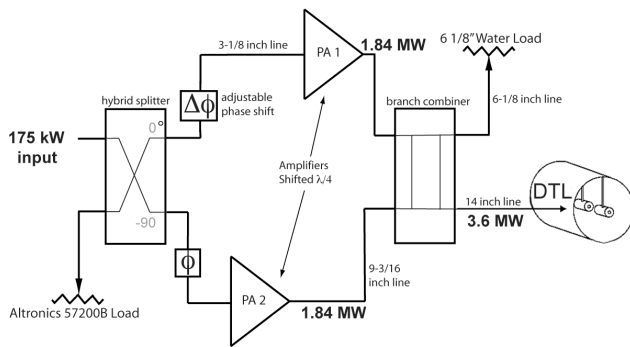 3-1/8 inch line
PA 1
1.84 MW
6 1/8” Water Load
hybrid splitter
0°
Δϕ
adjustable
phase shift
branch combiner
6-1/8 inch line
175 kW
input
Amplifiers
Shifted λ/4
DTL
14 inch line
3.6 MW
-90
ϕ
9-3/16
inch line
PA 2
1.84 MW
Altronics 57200B Load